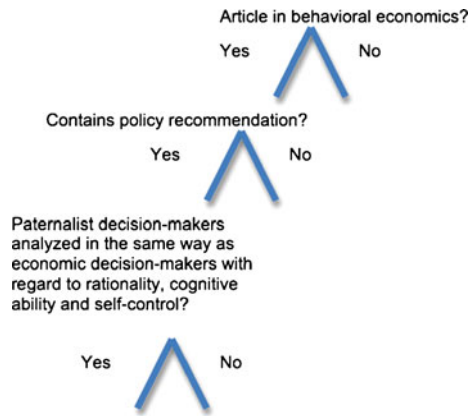 Article in behavioral economics?
Yes No
Contains policy recommendation?
Yes No
Paternalist decision-makers
analyzed in the same way as
economic decision-makers with
regard to rationality, cognitive
ability and self-control?
Yes No